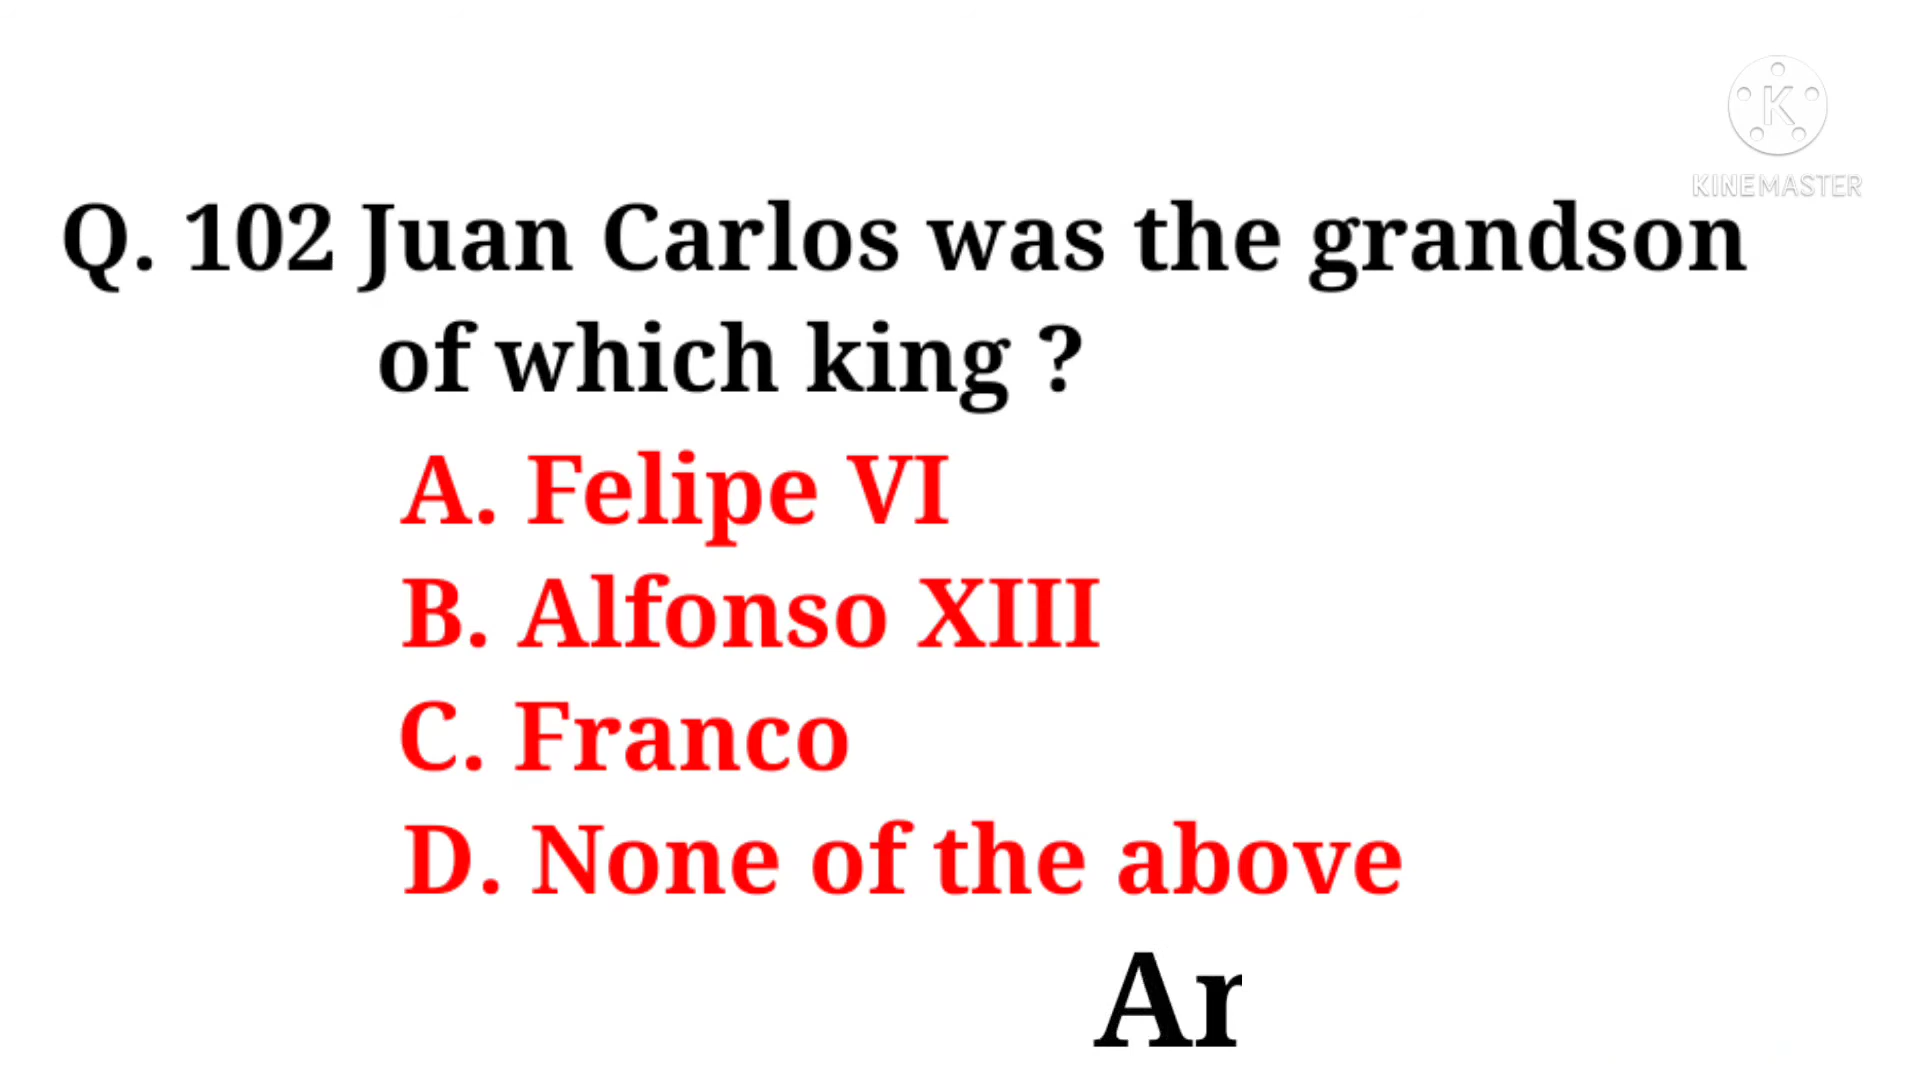 KINEMASTER
Q. 102 Juan Carlos was the grandson
of which king ?
A. Felipe VI
B. Alfonso XIII
C. Franco
D. None of the above